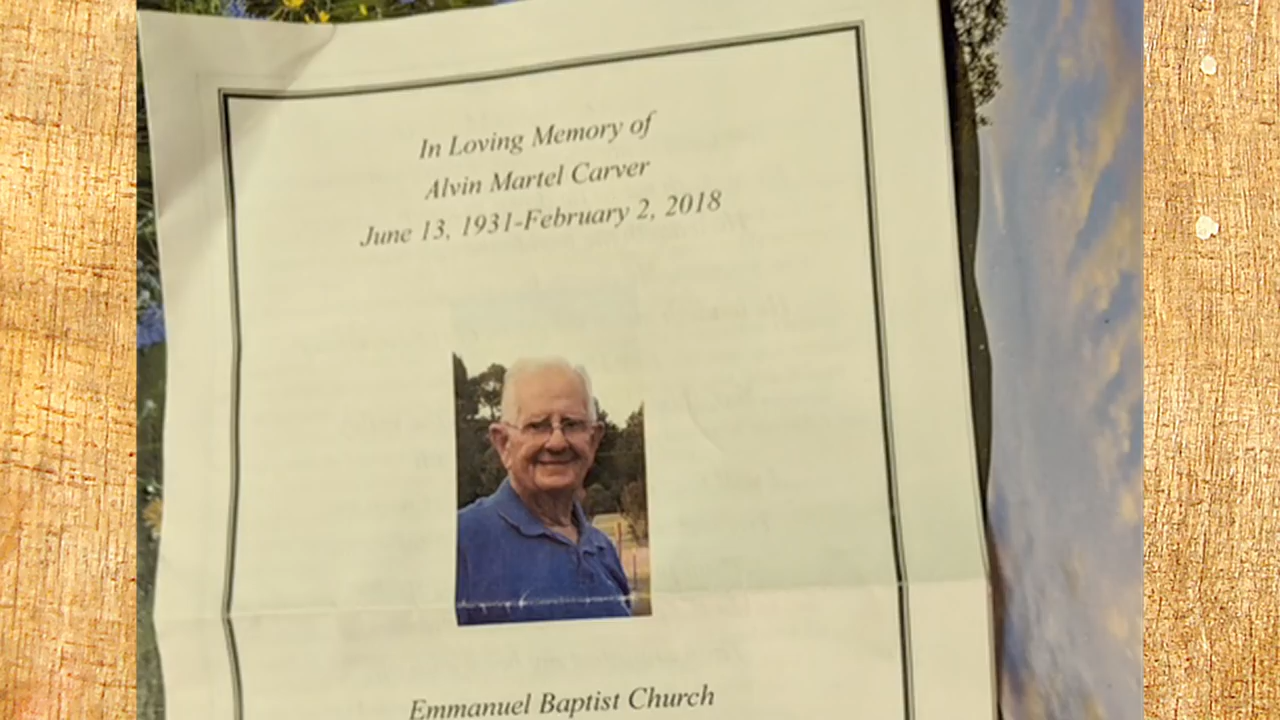 In Loving Memory of
Alvin Martel Carver
June 13, 1931-February 2, 2018
Emmanuel Baptist Church